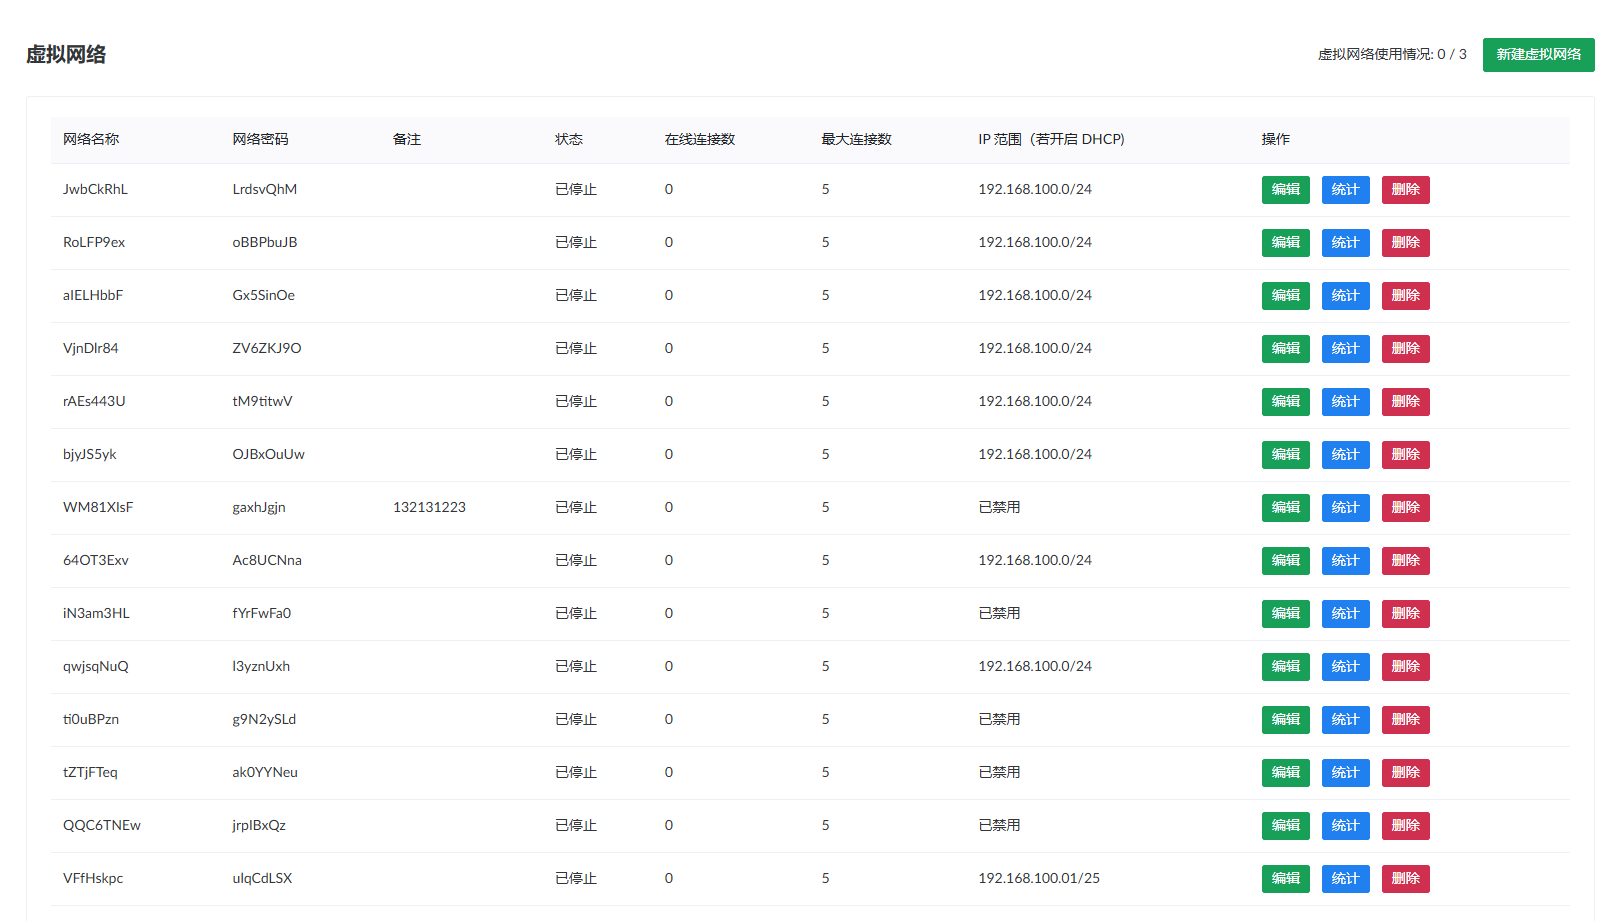 虚拟网络
虚拟网络使用情况: 0 / 3 新建虚拟网络
网络名称 网络密码 备注 状态 在线连接数 最大连接数 IP 范围（若开启 DHCP) 操作
JwbCkRhL LrdsvQhM 已停止 0 5 192.168.100.0/24 编辑 统计 删除
RoLFP9ex oBBPbuJB 已停止 0 5 192.168.100.0/24 编辑 统计 删除
aIELHbbF Gx5SinOe 已停止 0 5 192.168.100.0/24 编辑 统计 删除
VjnDlr84 ZV6ZKJ9O 已停止 0 5 192.168.100.0/24 编辑 统计 删除
rAEs443U tM9titwV 已停止 0 5 192.168.100.0/24 编辑 统计 删除
bjyJS5yk OJBxOuUw 已停止 0 5 192.168.100.0/24 编辑 统计 删除
WM81XlsF gaxhJgjn 132131223 已停止 0 5 已禁用 编辑 统计 删除
64OT3Exv Ac8UCNna 已停止 0 5 192.168.100.0/24 编辑 统计 删除
iN3am3HL fYrFwFa0 已停止 0 5 已禁用 编辑 统计 删除
qwjsqNuQ l3yznUxh 已停止 0 5 192.168.100.0/24 编辑 统计 删除
ti0uBPzn g9N2ySLd 已停止 0 5 已禁用 编辑 统计 删除
tZTjFTeq ak0YYNeu 已停止 0 5 已禁用 编辑 统计 删除
QQC6TNEw jrpIBxQz 已停止 0 5 已禁用 编辑 统计 删除
VFfHskpc ulqCdLSX 已停止 0 5 192.168.100.01/25 编辑 统计 删除